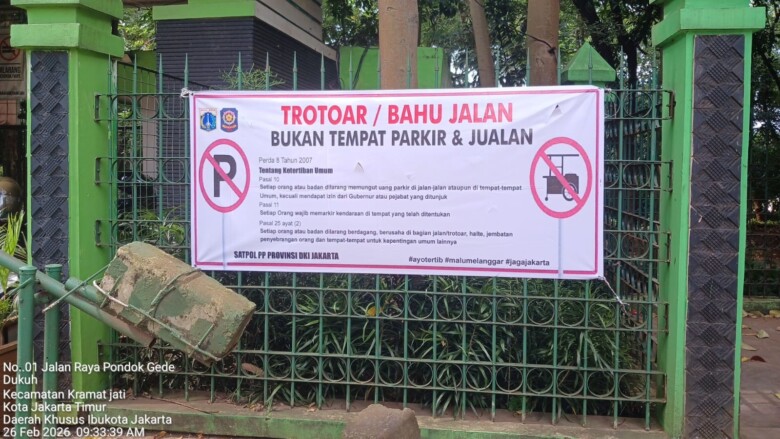 TROTOAR / BAHU JALAN
BUKAN TEMPAT PARKIR & JUALAN
P
Perda 8 Tahun 2007
Tentang Ketertiban Umum
Pasal 10
Setiap orang atau badan dilarang memungut uang parkir di jalan-jalan ataupun di tempat-tempat
Umum, kecuali mendapat izin dari Gubernur atau pejabat yang ditunjuk
Pasal 11
Setiap Orang wajib memarkir kendaraan di tempat yang telah ditentukan
Pasal 25 ayat (2)
Setiap orang atau badan dilarang berdagang, berusaha di bagian jalan/trotoar, halte, jembatan
penyebrangan orang dan tempat-tempat untuk kepentingan umum lainnya
SATPOL PP PROVINSI DKI JAKARTA
#ayotertib #malumelanggar #jagajakarta
No..01 Jalan Raya Pondok Gede
Dukuh
Kecamatan Kramat jati
Kota Jakarta Timur
Daerah Khusus Ibukota Jakarta
26 Feb 2026 09:33:39 AM